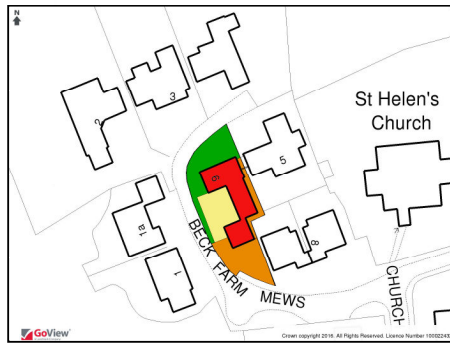 N
3
2
St Helen's
Church
5
6
1a
8
1
BECK FARM MEWS
CHURCH
GoView
Crown copyright 2016. All Rights Reserved. Licence Number 10002243